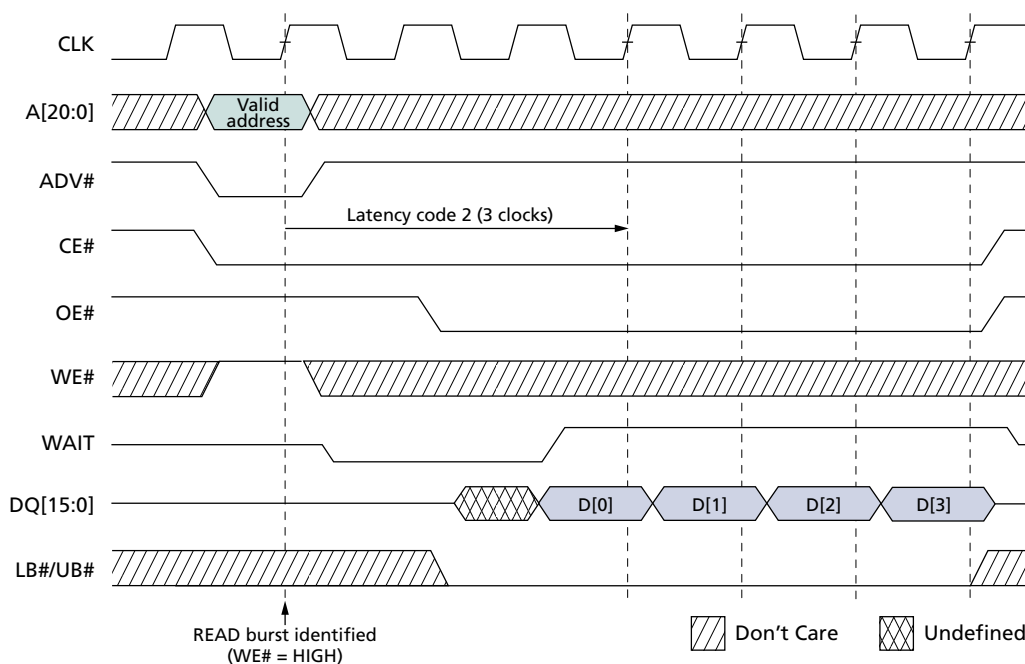 CLK
A[20:0]
Valid
address
ADV#
Latency code 2 (3 clocks)
CE#
OE#
WE#
WAIT
DQ[15:0]
D[0]
D[1]
D[2]
D[3]
LB#/UB#
READ burst identified
(WE# = HIGH)
Don't Care
Undefined